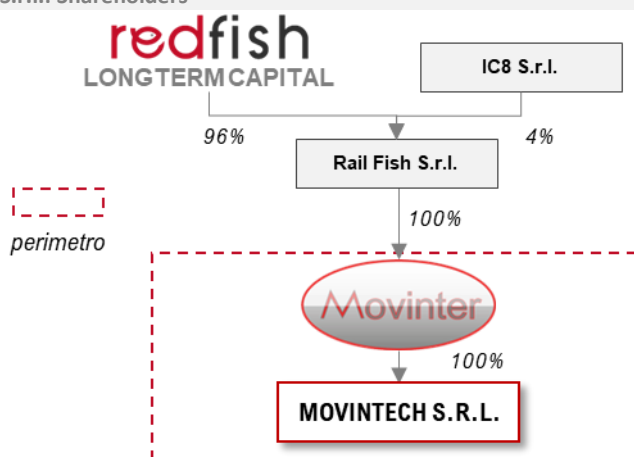 redfish
LONGTERM CAPITAL
IC8 S.r.l.
96%
4%
Rail Fish S.r.l.
100%
perimetro
Movinter
100%
MOVINTECH S.R.L.